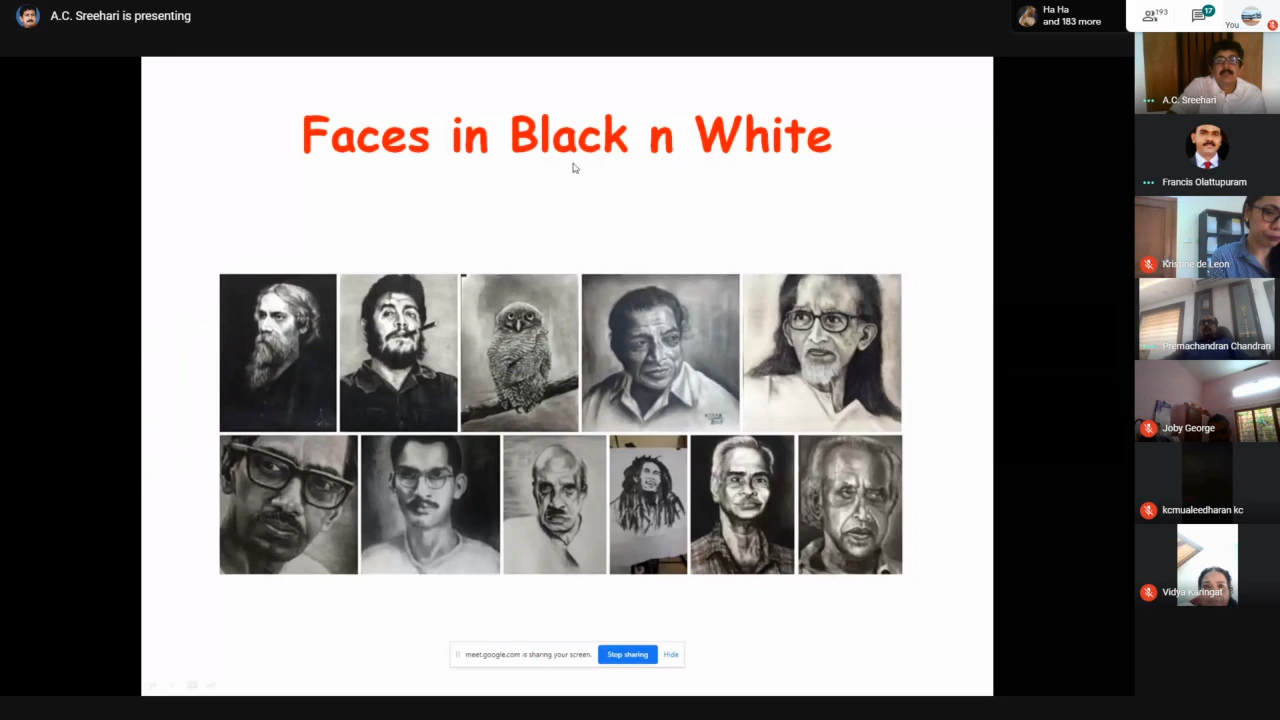 A.C. Sreehari is presenting
Ha Ha
and 183 more
193
17
You
Faces in Black n White
A.C. Sreehari
Francis Olattupuram
Kristine de Leon
Premachandran Chandran
Joby George
kcmualeedharan kc
Vidya Karingat
meet.google.com is sharing your screen.
Stop sharing
Hide